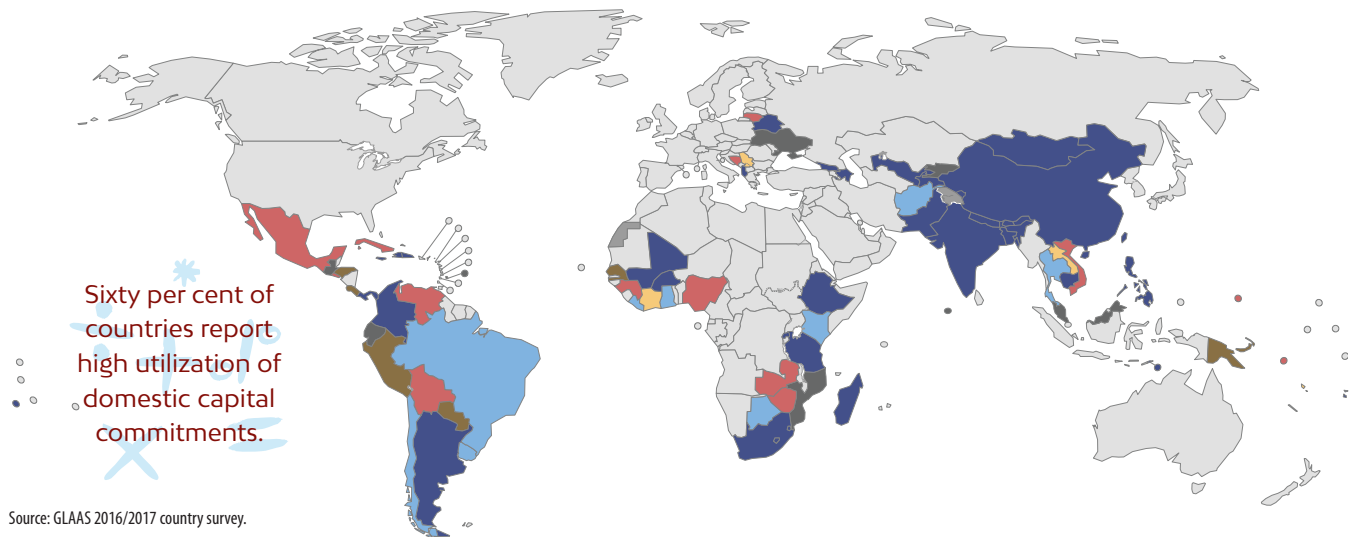 Sixty per cent of
countries report
high utilization of
domestic capital
commitments.
Source: GLAAS 2016/2017 country survey.